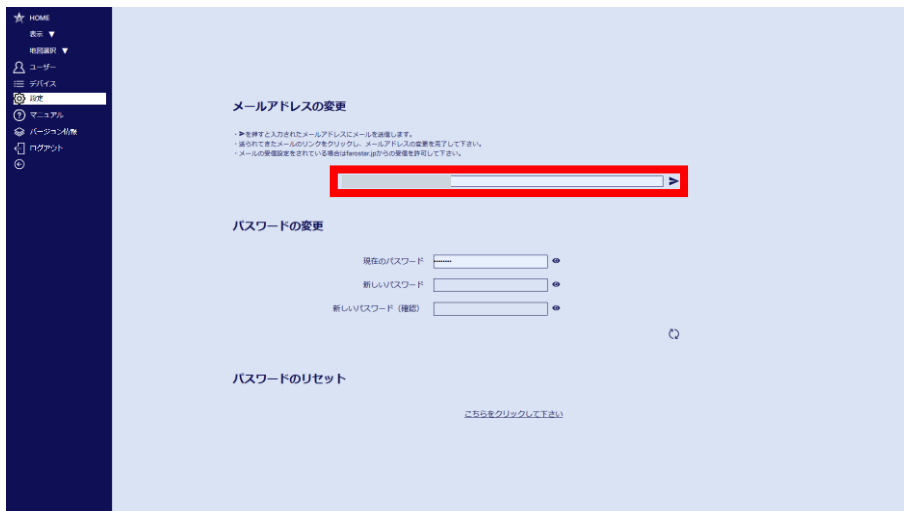 HOME
表示 ▼
地図選択 ▼
ユーザー
デバイス
設定
マニュアル
バージョン情報
ログアウト
メールアドレスの変更
・➤を押すと入力されたメールアドレスにメールを送信します。
・送られてきたメールのリンクをクリックし、メールアドレスの変更を完了して下さい。
・メールの受信設定をされている場合はfarostar.jpからの受信を許可して下さい。
パスワードの変更
現在のパスワード ········
新しいパスワード
新しいパスワード（確認）
パスワードのリセット
こちらをクリックして下さい